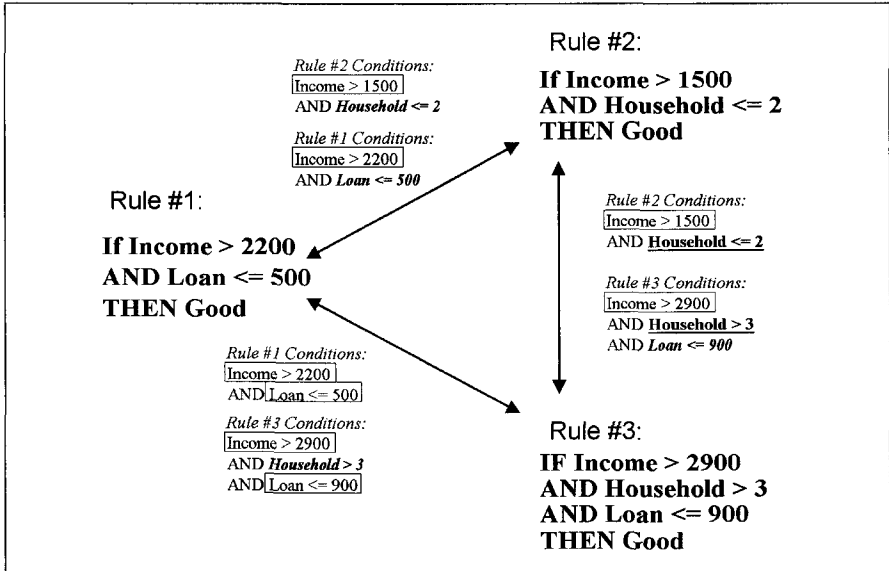 Rule #2:
If Income > 1500
AND Household <= 2
THEN Good
Rule #2 Conditions:
Income > 1500
AND Household <= 2
Rule #1 Conditions:
Income > 2200
AND Loan <= 500
Rule #1:
If Income > 2200
AND Loan <= 500
THEN Good
Rule #2 Conditions:
Income > 1500
AND Household <= 2
Rule #3 Conditions:
Income > 2900
AND Household > 3
AND Loan <= 900
Rule #1 Conditions:
Income > 2200
AND Loan <= 500
Rule #3 Conditions:
Income > 2900
AND Household > 3
AND Loan <= 900
Rule #3:
IF Income > 2900
AND Household > 3
AND Loan <= 900
THEN Good